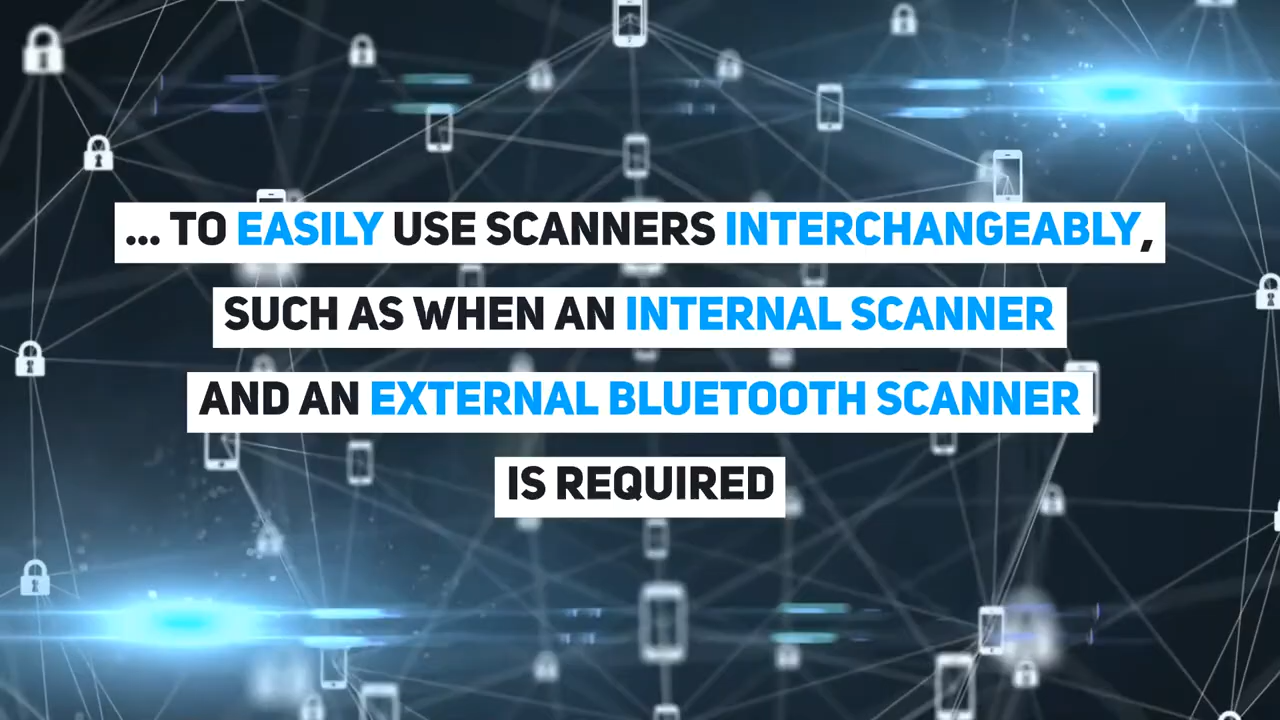 ... TO EASILY USE SCANNERS INTERCHANGEABLY,
SUCH AS WHEN AN INTERNAL SCANNER
AND AN EXTERNAL BLUETOOTH SCANNER
IS REQUIRED